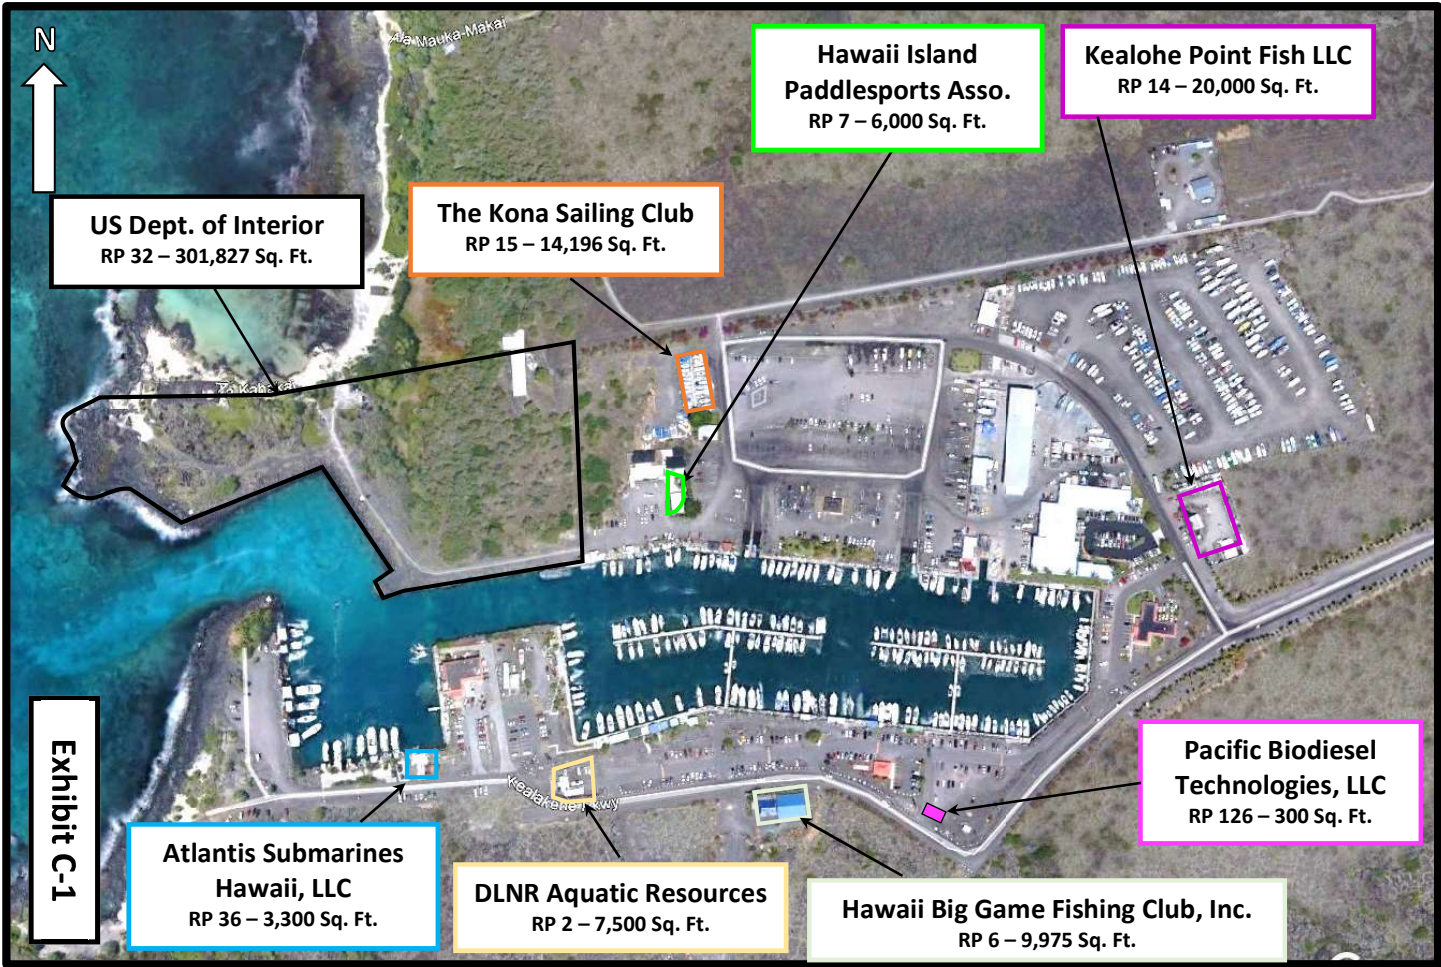 N
Ala Mauka-Makai
Hawaii Island
Paddlesports Asso.
RP 7 – 6,000 Sq. Ft.
Kealohe Point Fish LLC
RP 14 – 20,000 Sq. Ft.
US Dept. of Interior
RP 32 – 301,827 Sq. Ft.
The Kona Sailing Club
RP 15 – 14,196 Sq. Ft.
Exhibit C-1
Pacific Biodiesel
Technologies, LLC
RP 126 – 300 Sq. Ft.
Atlantis Submarines
Hawaii, LLC
RP 36 – 3,300 Sq. Ft.
DLNR Aquatic Resources
RP 2 – 7,500 Sq. Ft.
Hawaii Big Game Fishing Club, Inc.
RP 6 – 9,975 Sq. Ft.